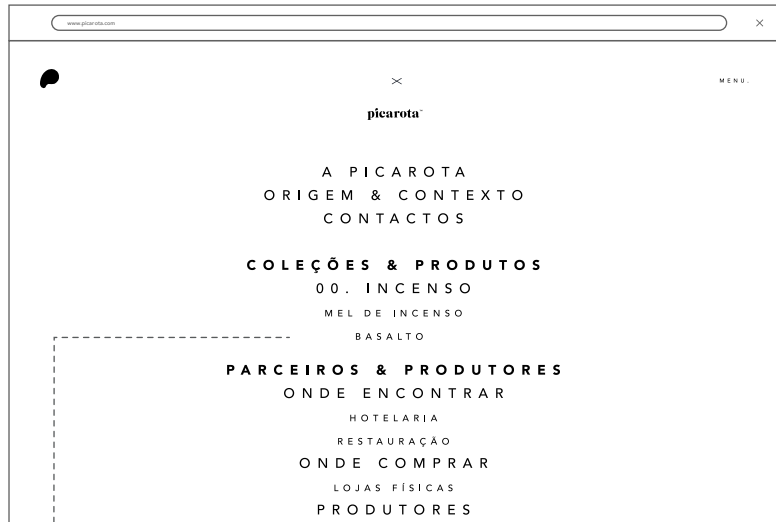 www.picarota.com
MENU.
picarota™
A PICAROTA
ORIGEM & CONTEXTO
CONTACTOS
COLEÇÕES & PRODUTOS
00. INCENSO
MEL DE INCENSO
BASALTO
PARCEIROS & PRODUTORES
ONDE ENCONTRAR
HOTELARIA
RESTAURAÇÃO
ONDE COMPRAR
LOJAS FÍSICAS
PRODUTORES